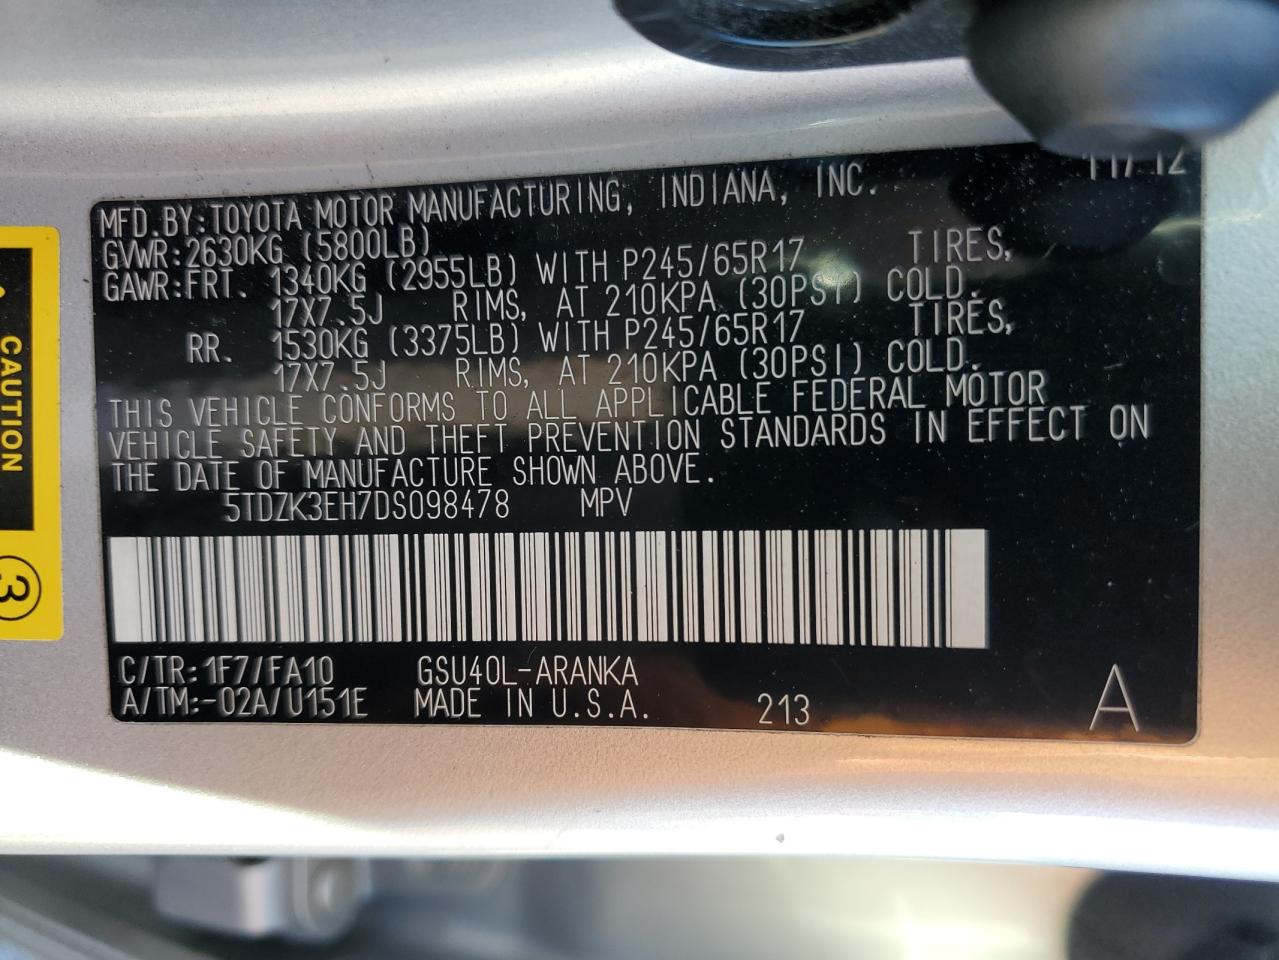 11/12
MFD.BY:TOYOTA MOTOR MANUFACTURING, INDIANA, INC.
GVWR:2630KG (5800LB)
GAWR:FRT. 1340KG (2955LB) WITH P245/65R17 TIRES,
17X7.5J RIMS, AT 210KPA (30PSI) COLD.
RR. 1530KG (3375LB) WITH P245/65R17 TIRES,
17X7.5J RIMS, AT 210KPA (30PSI) COLD.
THIS VEHICLE CONFORMS TO ALL APPLICABLE FEDERAL MOTOR
VEHICLE SAFETY AND THEFT PREVENTION STANDARDS IN EFFECT ON
THE DATE OF MANUFACTURE SHOWN ABOVE.
5TDZK3EH7DS098478 MPV
C/TR:1F7/FA10 GSU40L-ARANKA
A/TM:-02A/U151E MADE IN U.S.A. 213 A
CAUTION
3